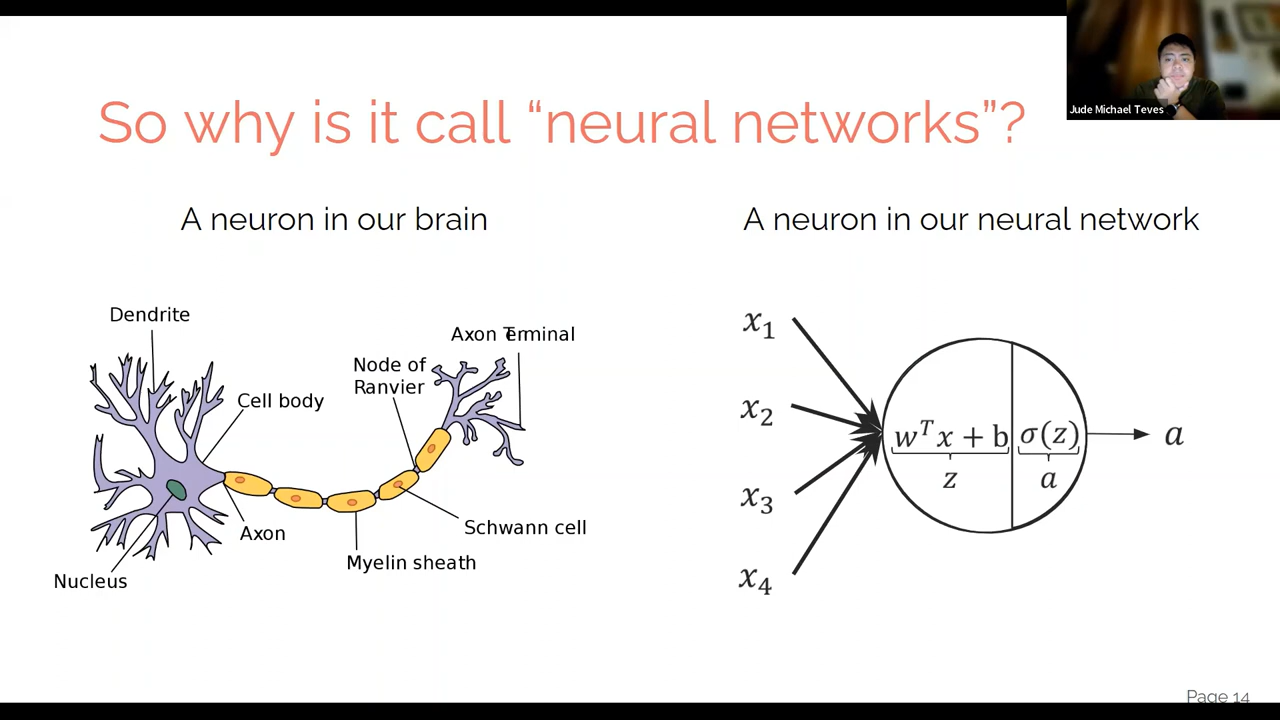 Jude Michael Teves
So why is it call “neural networks”?
A neuron in our brain
A neuron in our neural network
Dendrite
Axon Terminal
Node of
Ranvier
Cell body
Axon
Schwann cell
Myelin sheath
Nucleus
x₁
x₂
x₃
x₄
wᵀx + b
z
σ(z)
a
a
Page 14